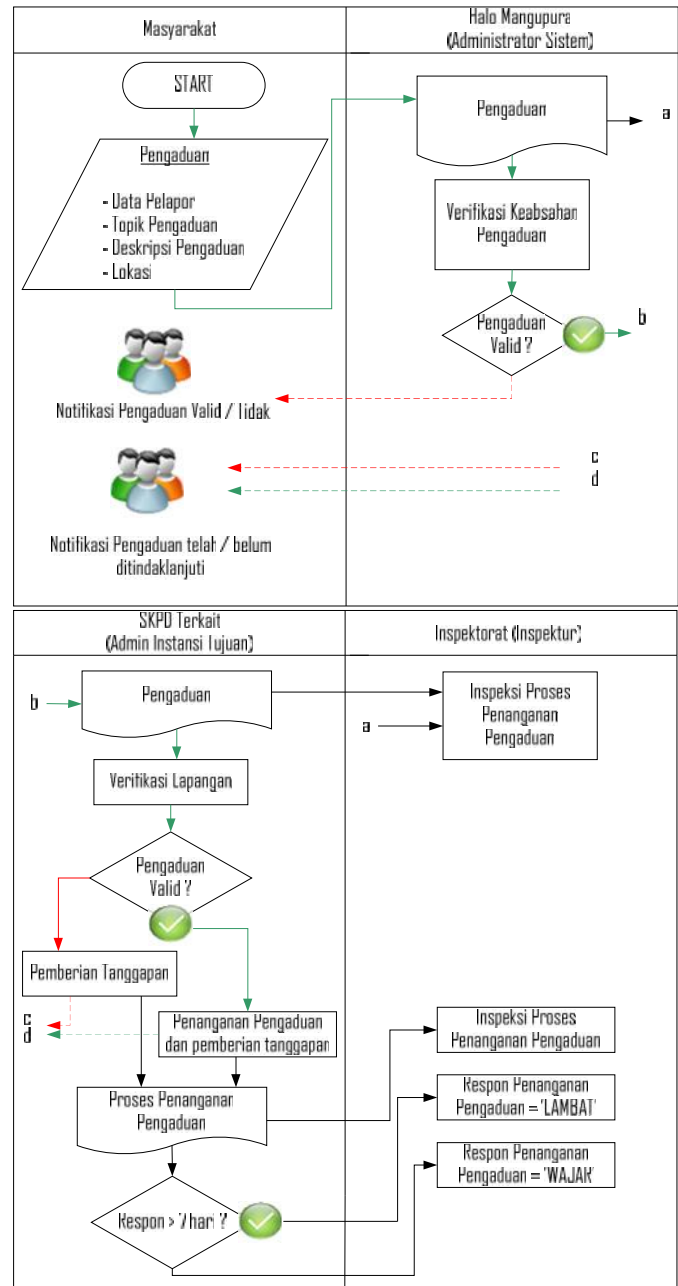 Masyarakat
Halo Mangupura
(Administrator Sistem)
START
Pengaduan
- Data Pelapor
- Topik Pengaduan
- Deskripsi Pengaduan
- Lokasi
Pengaduan
a
Verifikasi Keabsahan
Pengaduan
Pengaduan
Valid ?
b
Notifikasi Pengaduan Valid / Tidak
c
d
Notifikasi Pengaduan telah / belum
ditindaklanjuti
SKPD Terkait
(Admin Instansi Tujuan)
Inspektorat (Inspektur)
b
Pengaduan
a
Inspeksi Proses
Penanganan
Pengaduan
Verifikasi Lapangan
Pengaduan
Valid ?
Pemberian Tanggapan
c
d
Penanganan Pengaduan
dan pemberian tanggapan
Inspeksi Proses
Penanganan Pengaduan
Proses Penanganan
Pengaduan
Respon Penanganan
Pengaduan = 'LAMBAT'
Respon Penanganan
Pengaduan = 'WAJAR'
Respon > 7 hari ?